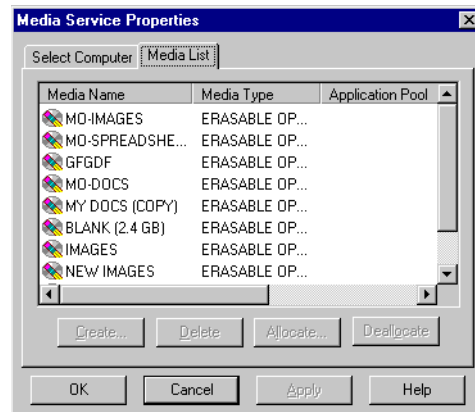 Media Service Properties
Select Computer Media List
Media Name Media Type Application Pool
MO-IMAGES ERASABLE OP...
MO-SPREADSHE... ERASABLE OP...
GFGDF ERASABLE OP...
MO-DOCS ERASABLE OP...
MY DOCS (COPY) ERASABLE OP...
BLANK (2.4 GB) ERASABLE OP...
IMAGES ERASABLE OP...
NEW IMAGES ERASABLE OP...
Create... Delete Allocate... Deallocate
OK Cancel Apply Help